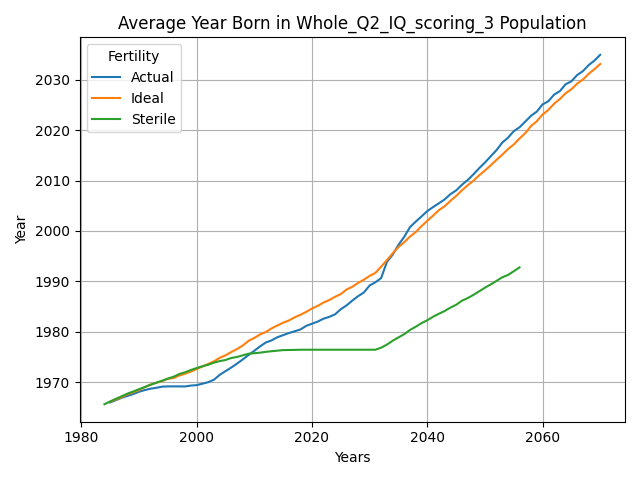 Average Year Born in Whole_Q2_IQ_scoring_3 Population
Fertility
Actual
Ideal
Sterile
2030
2020
2010
2000
1990
1980
1970
Year
1980
2000
2020
2040
2060
Years